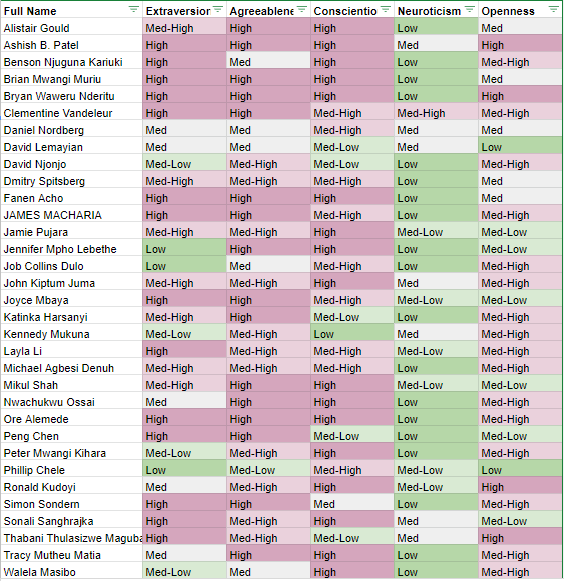 Full Name Extraversion Agreeablene Conscientio Neuroticism Openness
Alistair Gould Med-High High High Low Med
Ashish B. Patel High High High Med High
Benson Njuguna Kariuki High Med High Low Med-High
Brian Mwangi Muriu High High High Low Med
Bryan Waweru Nderitu High High High Low High
Clementine Vandeleur High High Med-High Med-High Med-High
Daniel Nordberg Med Med Med-High Med Med
David Lemayian Med Med Med-Low Med Low
David Njonjo Med-Low Med-High Med-Low Low Med-High
Dmitry Spitsberg Med-High Med-High Med-High Low Med
Fanen Acho High High High Low Med
JAMES MACHARIA High High Med-High Low Med-High
Jamie Pujara Med-High Med-High High Med-Low Med-Low
Jennifer Mpho Lebethe Low High High Low Med-Low
Job Collins Dulo Low Med Med-High Low Med-High
John Kiptum Juma Med-High Med-High High Med Med-High
Joyce Mbaya High High Med-High Med-Low Med-Low
Katinka Harsanyi Med-High High Med-Low Low Med-High
Kennedy Mukuna Med-Low Med-High Low Med Med-High
Layla Li High Med-High Med-High Med-Low Med-High
Michael Agbesi Denuh Med-High Med-High Med-High Low Med-High
Mikul Shah Med-High High High Med-Low Med-Low
Nwachukwu Ossai Med High High Low Med-High
Ore Alemede High High High Low Med-High
Peng Chen High High Med-Low Low Med-Low
Peter Mwangi Kihara Med-Low Med-High High Low Med-High
Phillip Chele Low Med-Low Med-High Med-Low Low
Ronald Kudoyi Med Med-High High Med-Low High
Simon Sondern High High Med Low Med-High
Sonali Sanghrajka High Med-High High Med Med-Low
Thabani Thulasizwe Maguba High Med-High Med-Low Med High
Tracy Mutheu Matia Med High High Low Med-High
Walela Masibo Med-Low Med High Low Med-High